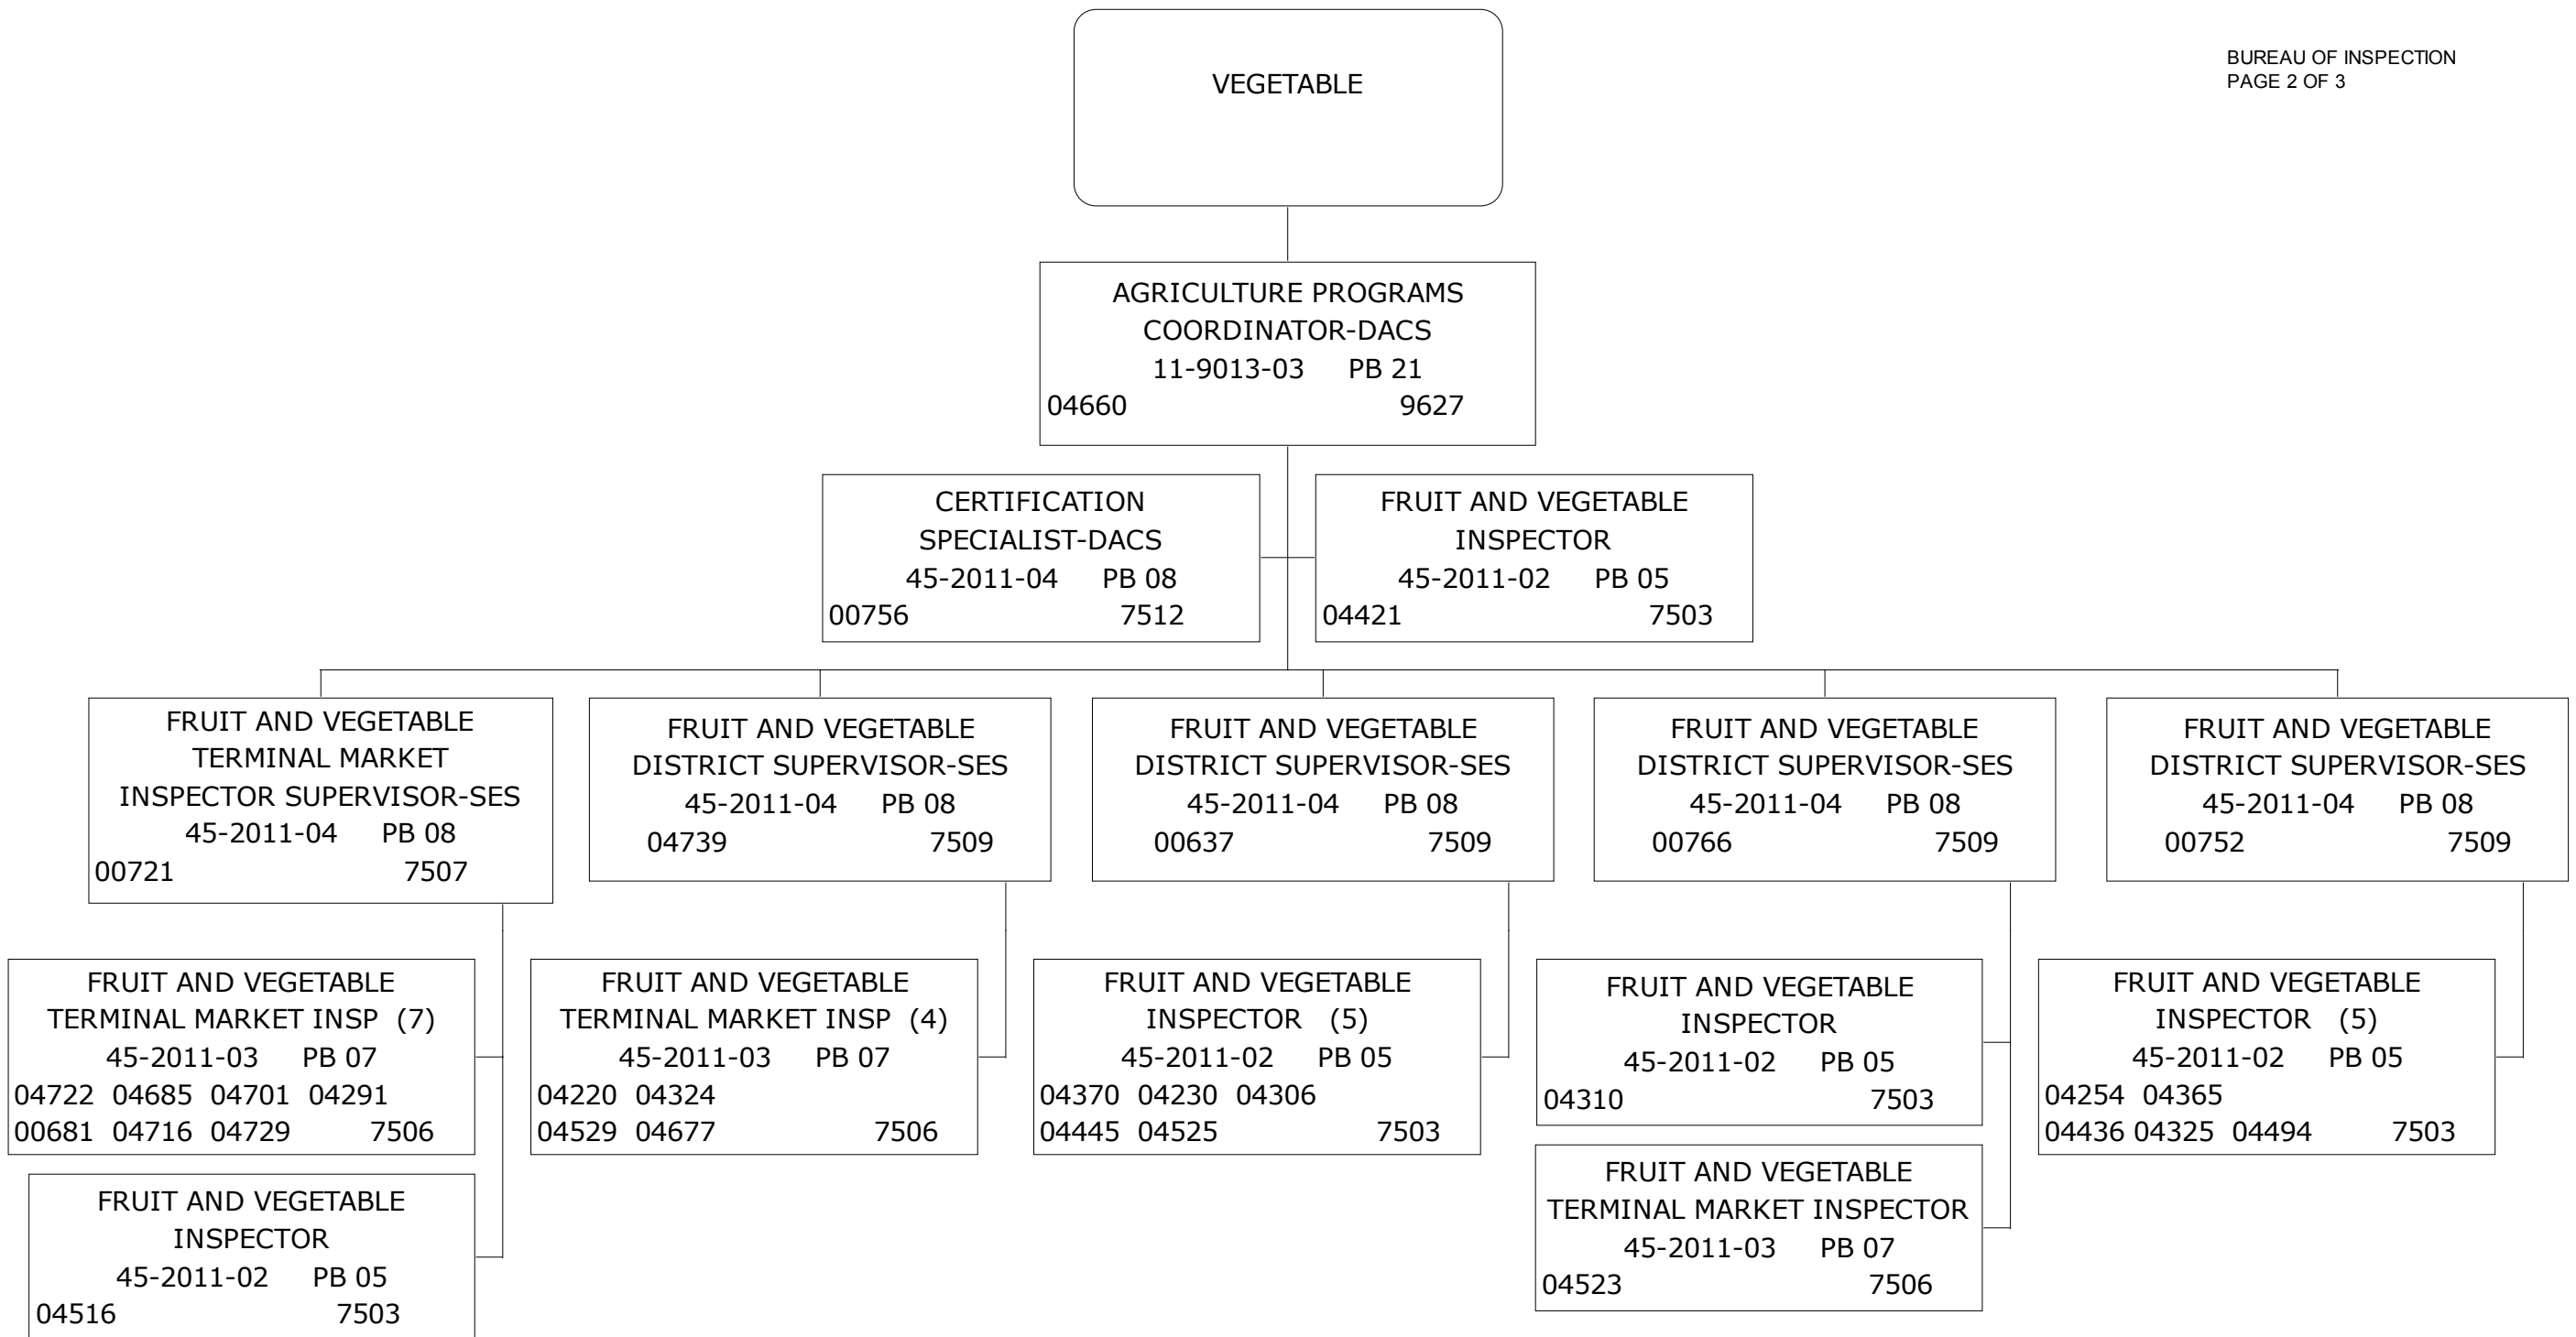 VEGETABLE
BUREAU OF INSPECTION
PAGE 2 OF 3
AGRICULTURE PROGRAMS
COORDINATOR-DACS
11-9013-03 PB 21
04660 9627
CERTIFICATION
SPECIALIST-DACS
45-2011-04 PB 08
00756 7512
FRUIT AND VEGETABLE
INSPECTOR
45-2011-02 PB 05
04421 7503
FRUIT AND VEGETABLE
TERMINAL MARKET
INSPECTOR SUPERVISOR-SES
45-2011-04 PB 08
00721 7507
FRUIT AND VEGETABLE
DISTRICT SUPERVISOR-SES
45-2011-04 PB 08
04739 7509
FRUIT AND VEGETABLE
DISTRICT SUPERVISOR-SES
45-2011-04 PB 08
00637 7509
FRUIT AND VEGETABLE
DISTRICT SUPERVISOR-SES
45-2011-04 PB 08
00766 7509
FRUIT AND VEGETABLE
DISTRICT SUPERVISOR-SES
45-2011-04 PB 08
00752 7509
FRUIT AND VEGETABLE
TERMINAL MARKET INSP (7)
45-2011-03 PB 07
04722 04685 04701 04291
00681 04716 04729 7506
FRUIT AND VEGETABLE
TERMINAL MARKET INSP (4)
45-2011-03 PB 07
04220 04324
04529 04677 7506
FRUIT AND VEGETABLE
INSPECTOR (5)
45-2011-02 PB 05
04370 04230 04306
04445 04525 7503
FRUIT AND VEGETABLE
INSPECTOR
45-2011-02 PB 05
04310 7503
FRUIT AND VEGETABLE
INSPECTOR (5)
45-2011-02 PB 05
04254 04365
04436 04325 04494 7503
FRUIT AND VEGETABLE
INSPECTOR
45-2011-02 PB 05
04516 7503
FRUIT AND VEGETABLE
TERMINAL MARKET INSPECTOR
45-2011-03 PB 07
04523 7506